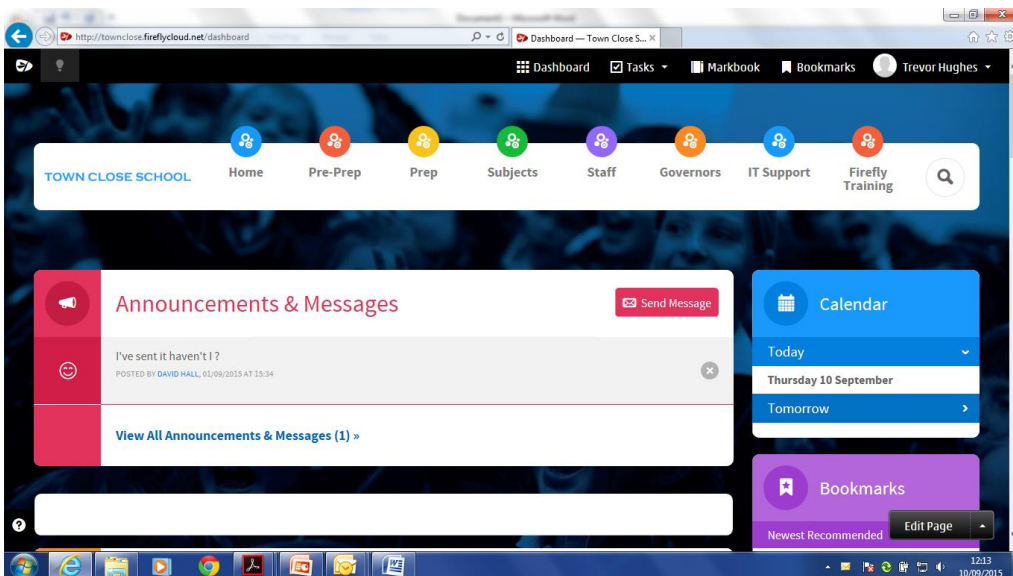 Document1 - Microsoft Word
http://townclose.fireflycloud.net/dashboard
Dashboard — Town Close S...
Dashboard Tasks Markbook Bookmarks Trevor Hughes
TOWN CLOSE SCHOOL Home Pre-Prep Prep Subjects Staff Governors IT Support Firefly
Training
Announcements & Messages
Send Message
I've sent it haven't I ?
POSTED BY DAVID HALL, 01/09/2015 AT 15:34
View All Announcements & Messages (1) »
Calendar
Today
Thursday 10 September
Tomorrow
Bookmarks
Newest Recommended
Edit Page
12:13
10/09/2015